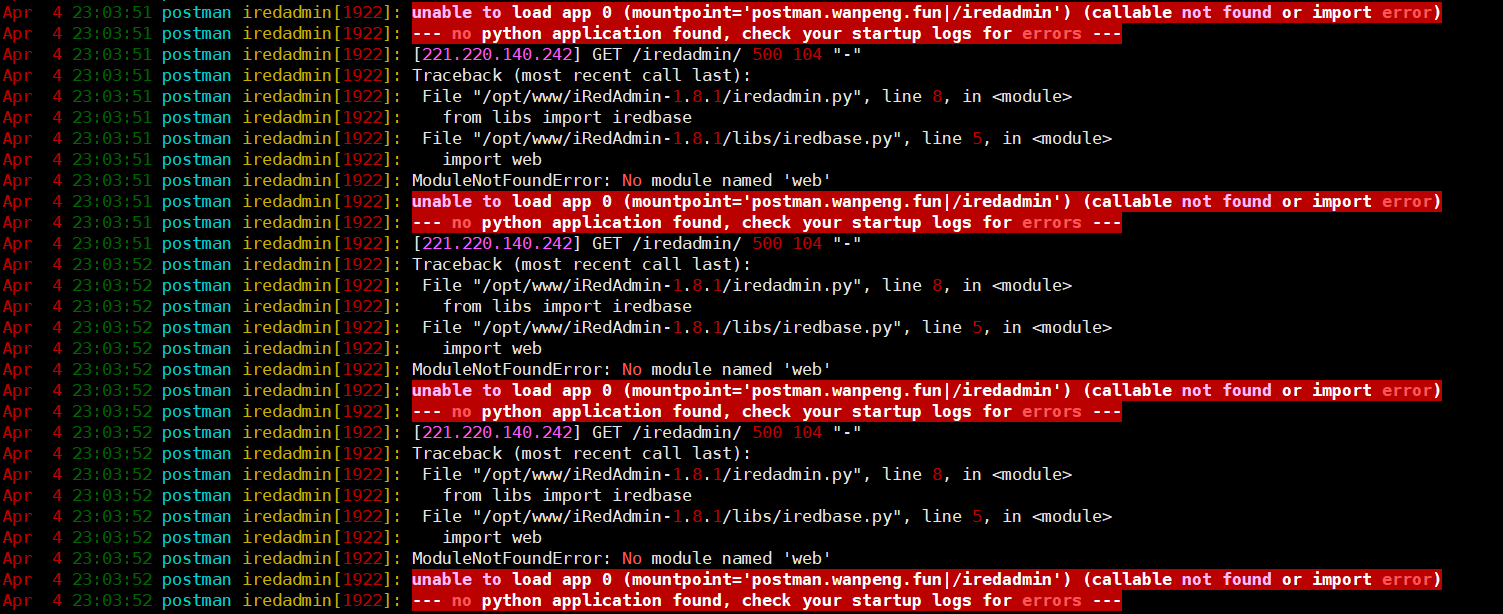 Apr  4 23:03:51 postman iredadmin[1922]: unable to load app 0 (mountpoint='postman.wanpeng.fun|/iredadmin') (callable not found or import error)
Apr  4 23:03:51 postman iredadmin[1922]: --- no python application found, check your startup logs for errors ---
Apr  4 23:03:51 postman iredadmin[1922]: [221.220.140.242] GET /iredadmin/ 500 104 "-"
Apr  4 23:03:51 postman iredadmin[1922]: Traceback (most recent call last):
Apr  4 23:03:51 postman iredadmin[1922]:  File "/opt/www/iRedAdmin-1.8.1/iredadmin.py", line 8, in <module>
Apr  4 23:03:51 postman iredadmin[1922]:    from libs import iredbase
Apr  4 23:03:51 postman iredadmin[1922]:  File "/opt/www/iRedAdmin-1.8.1/libs/iredbase.py", line 5, in <module>
Apr  4 23:03:51 postman iredadmin[1922]:    import web
Apr  4 23:03:51 postman iredadmin[1922]: ModuleNotFoundError: No module named 'web'
Apr  4 23:03:51 postman iredadmin[1922]: unable to load app 0 (mountpoint='postman.wanpeng.fun|/iredadmin') (callable not found or import error)
Apr  4 23:03:51 postman iredadmin[1922]: --- no python application found, check your startup logs for errors ---
Apr  4 23:03:51 postman iredadmin[1922]: [221.220.140.242] GET /iredadmin/ 500 104 "-"
Apr  4 23:03:52 postman iredadmin[1922]: Traceback (most recent call last):
Apr  4 23:03:52 postman iredadmin[1922]:  File "/opt/www/iRedAdmin-1.8.1/iredadmin.py", line 8, in <module>
Apr  4 23:03:52 postman iredadmin[1922]:    from libs import iredbase
Apr  4 23:03:52 postman iredadmin[1922]:  File "/opt/www/iRedAdmin-1.8.1/libs/iredbase.py", line 5, in <module>
Apr  4 23:03:52 postman iredadmin[1922]:    import web
Apr  4 23:03:52 postman iredadmin[1922]: ModuleNotFoundError: No module named 'web'
Apr  4 23:03:52 postman iredadmin[1922]: unable to load app 0 (mountpoint='postman.wanpeng.fun|/iredadmin') (callable not found or import error)
Apr  4 23:03:52 postman iredadmin[1922]: --- no python application found, check your startup logs for errors ---
Apr  4 23:03:52 postman iredadmin[1922]: [221.220.140.242] GET /iredadmin/ 500 104 "-"
Apr  4 23:03:52 postman iredadmin[1922]: Traceback (most recent call last):
Apr  4 23:03:52 postman iredadmin[1922]:  File "/opt/www/iRedAdmin-1.8.1/iredadmin.py", line 8, in <module>
Apr  4 23:03:52 postman iredadmin[1922]:    from libs import iredbase
Apr  4 23:03:52 postman iredadmin[1922]:  File "/opt/www/iRedAdmin-1.8.1/libs/iredbase.py", line 5, in <module>
Apr  4 23:03:52 postman iredadmin[1922]:    import web
Apr  4 23:03:52 postman iredadmin[1922]: ModuleNotFoundError: No module named 'web'
Apr  4 23:03:52 postman iredadmin[1922]: unable to load app 0 (mountpoint='postman.wanpeng.fun|/iredadmin') (callable not found or import error)
Apr  4 23:03:52 postman iredadmin[1922]: --- no python application found, check your startup logs for errors ---